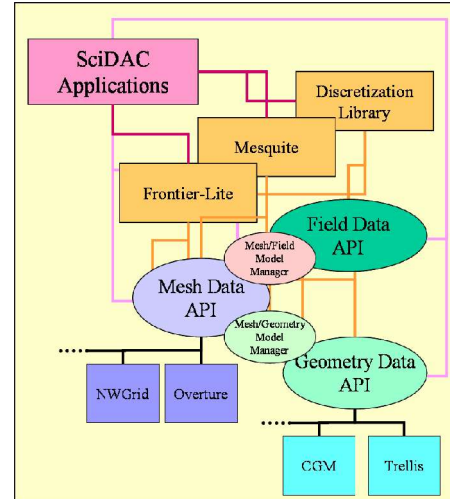 SciDAC
Applications
Discretization
Library
Mesquite
Frontier-Lite
Field Data
API
Mesh/Field
Model
Manager
Mesh Data
API
Mesh/Geometry
Model
Manager
Geometry Data
API
NWGrid
Overture
CGM
Trellis